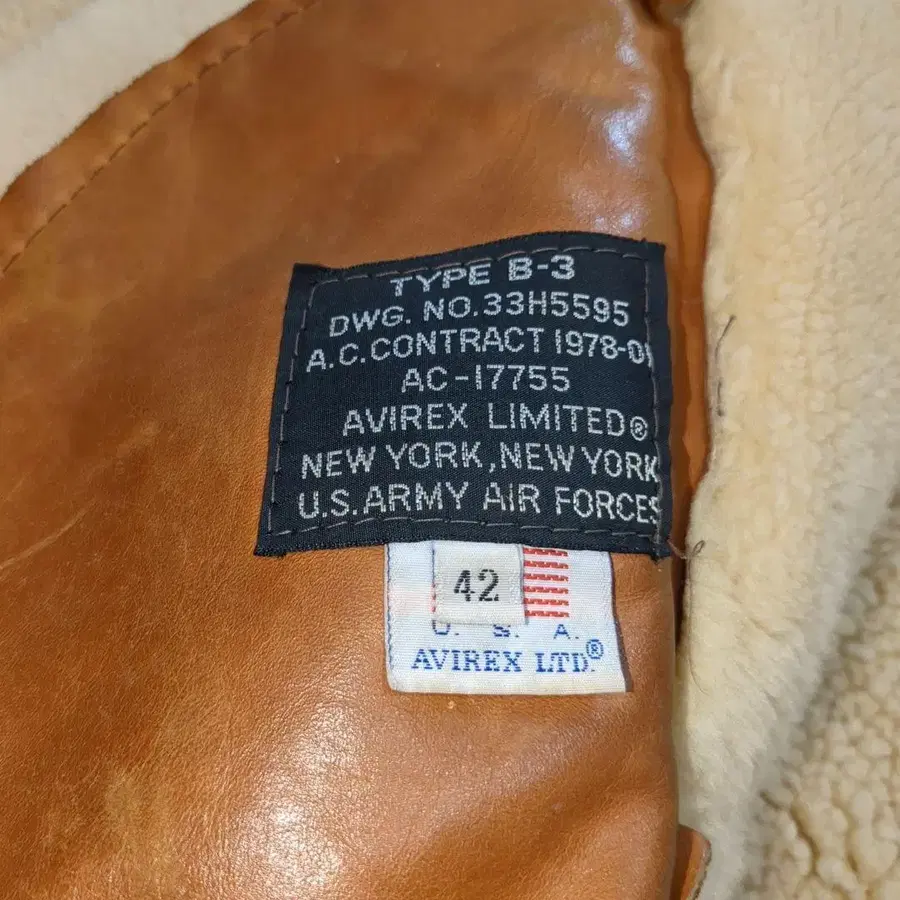 TYPE B-3
DWG. NO.33H5595
A.C.CONTRACT 1978-01
AC-17755
AVIREX LIMITED®
NEW YORK,NEW YORK
U.S.ARMY AIR FORCES
42
U. S. A.
AVIREX LTD.®